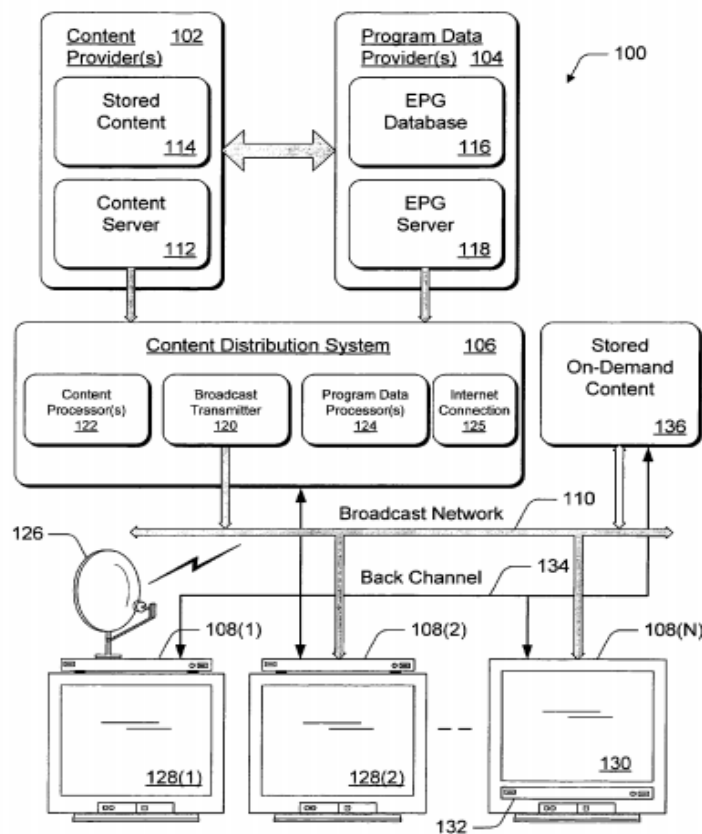 Content 102
Provider(s)
Stored
Content
114
Content
Server
112
Program Data
Provider(s) 104
EPG
Database
116
EPG
Server
118
100
Content Distribution System 106
Content
Processor(s)
122
Broadcast
Transmitter
120
Program Data
Processor(s)
124
Internet
Connection
125
Stored
On-Demand
Content
136
110
Broadcast Network
126
Back Channel
134
108(1)
108(2)
108(N)
128(1)
128(2)
130
132